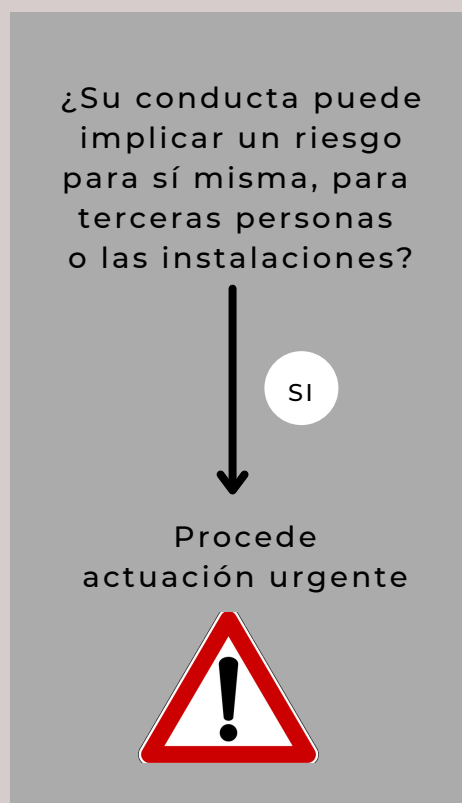 ¿Su conducta puede
implicar un riesgo
para sí misma, para
terceras personas
o las instalaciones?
SI
Procede
actuación urgente